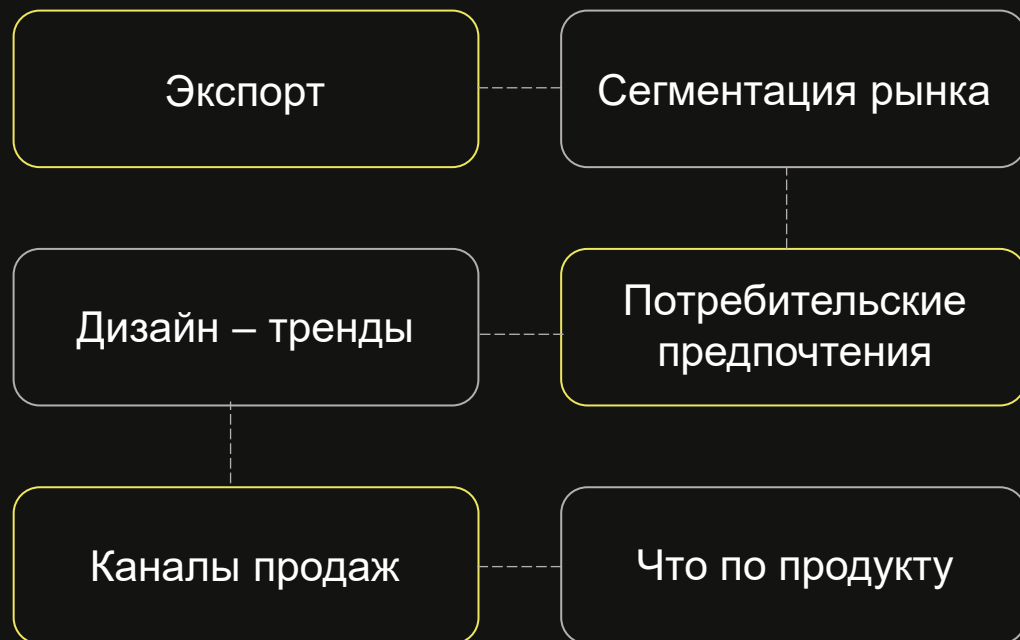 Экспорт
Сегментация рынка
Дизайн – тренды
Потребительские
предпочтения
Каналы продаж
Что по продукту